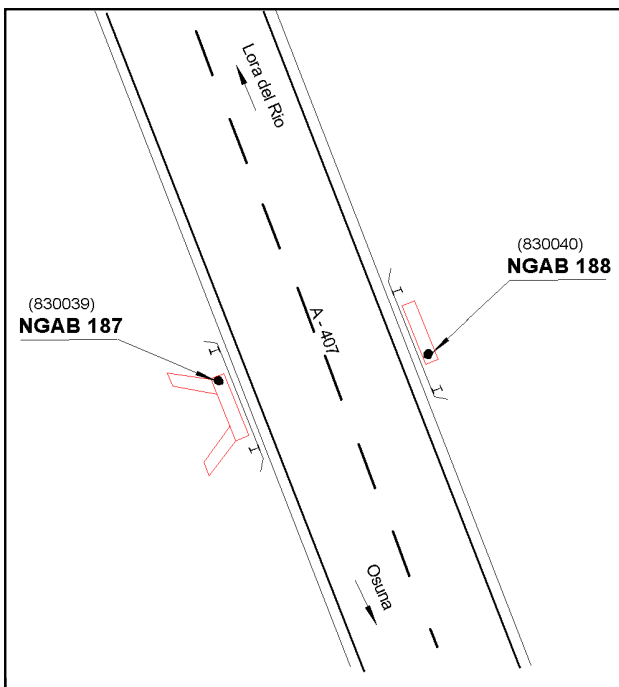 Lora del Rio
(830040)
NGAB 188
(830039)
NGAB 187
A - 407
Osuna